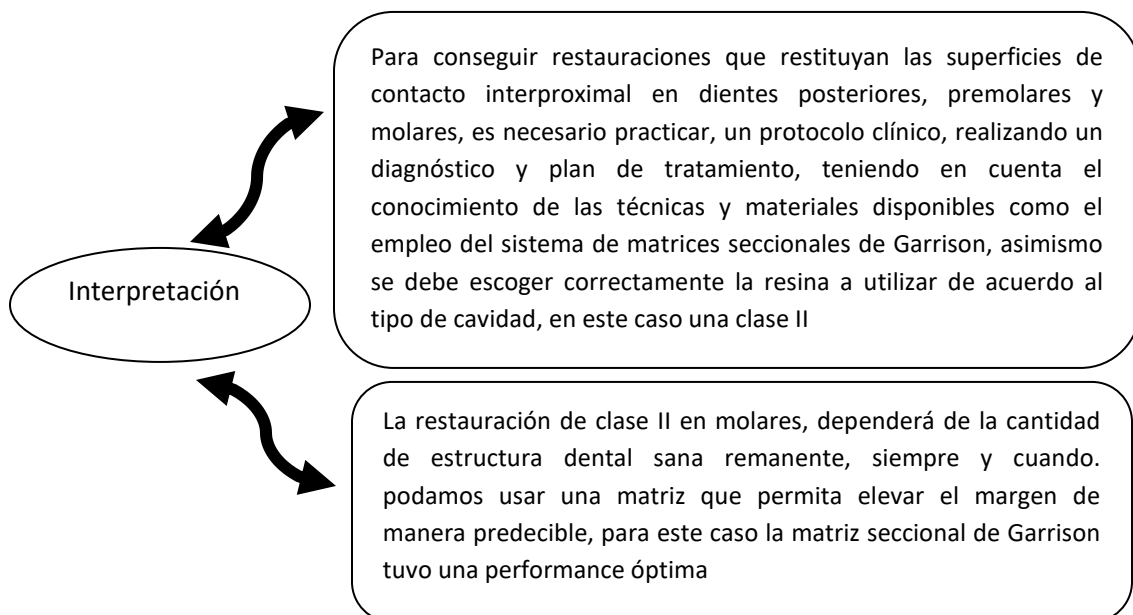 Para conseguir restauraciones que restituyan las superficies de
contacto interproximal en dientes posteriores, premolares y
molares, es necesario practicar, un protocolo clínico, realizando un
diagnóstico y plan de tratamiento, teniendo en cuenta el
conocimiento de las técnicas y materiales disponibles como el
empleo del sistema de matrices seccionales de Garrison, asimismo
se debe escoger correctamente la resina a utilizar de acuerdo al
tipo de cavidad, en este caso una clase II
Interpretación
La restauración de clase II en molares, dependerá de la cantidad
de estructura dental sana remanente, siempre y cuando.
podamos usar una matriz que permita elevar el margen de
manera predecible, para este caso la matriz seccional de Garrison
tuvo una performance óptima